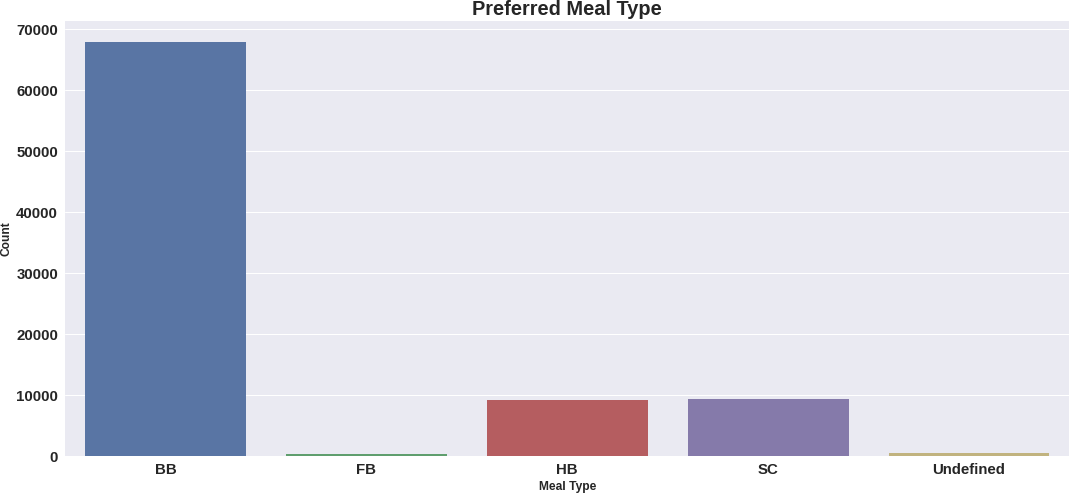 Preferred Meal Type
70000
60000
50000
40000
30000
20000
10000
0
Count
BB FB HB SC Undefined
Meal Type